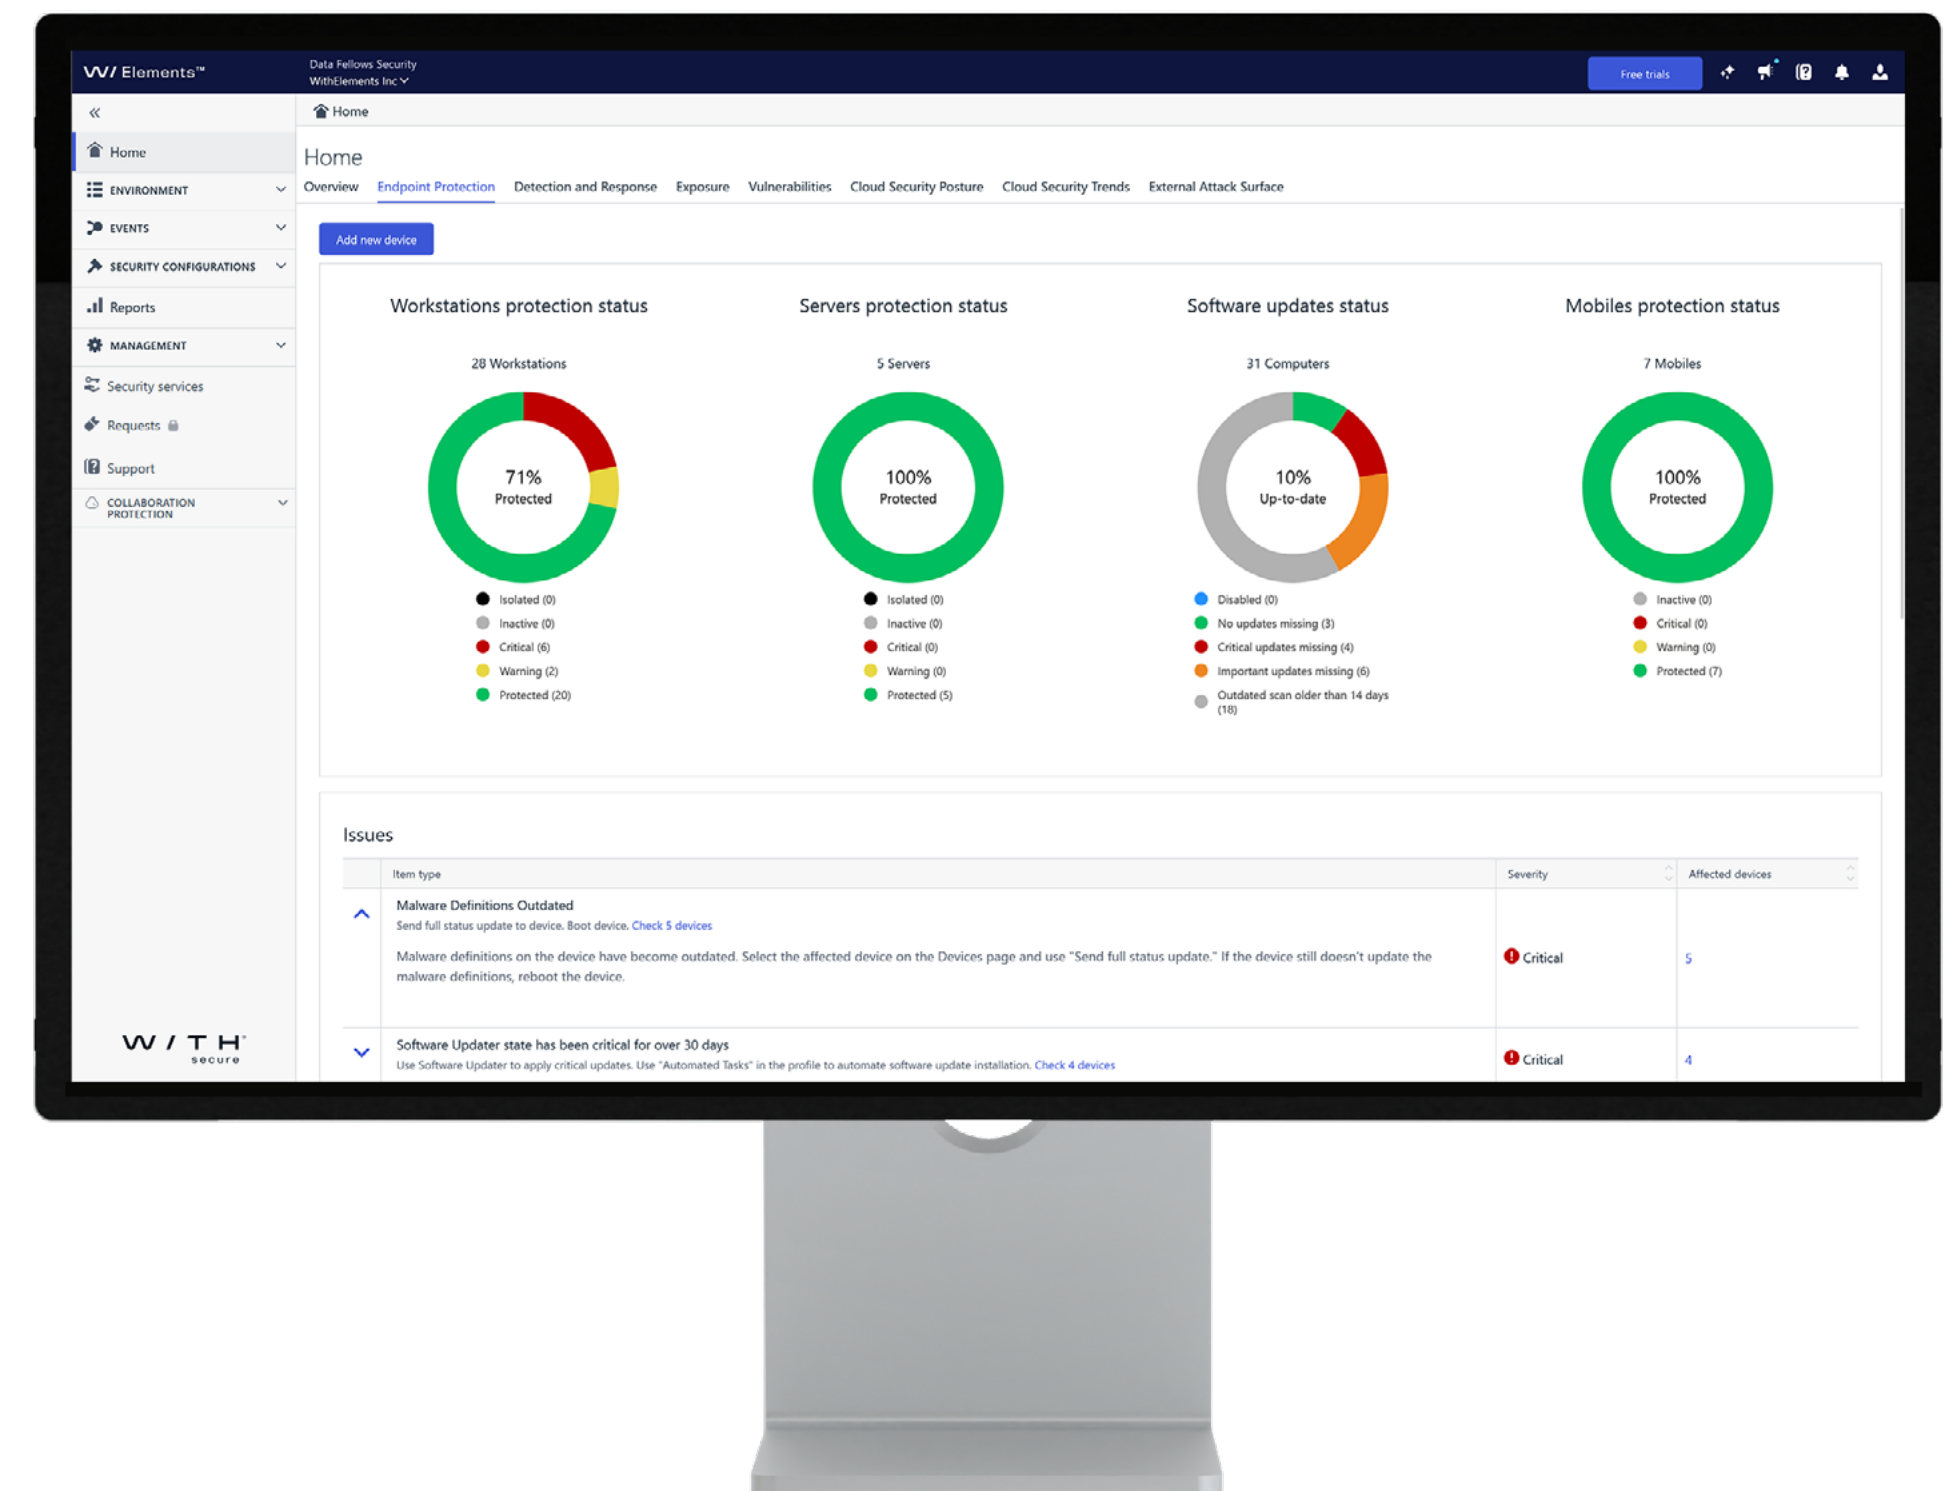 W/ Elements™
Data Fellows Security
WithElements Inc
Free trials
Home
Home
ENVIRONMENT
EVENTS
SECURITY CONFIGURATIONS
Reports
MANAGEMENT
Security services
Requests
Support
COLLABORATION
PROTECTION
W / T H
secure
Home
Overview Endpoint Protection Detection and Response Exposure Vulnerabilities Cloud Security Posture Cloud Security Trends External Attack Surface
Add new device
Workstations protection status
28 Workstations
71%
Protected
Isolated (0)
Inactive (0)
Critical (6)
Warning (2)
Protected (20)
Servers protection status
5 Servers
100%
Protected
Isolated (0)
Inactive (0)
Critical (0)
Warning (0)
Protected (5)
Software updates status
31 Computers
10%
Up-to-date
Disabled (0)
No updates missing (3)
Critical updates missing (4)
Important updates missing (6)
Outdated scan older than 14 days
(18)
Mobiles protection status
7 Mobiles
100%
Protected
Inactive (0)
Critical (0)
Warning (0)
Protected (7)
Issues
Item type Severity Affected devices
Malware Definitions Outdated
Send full status update to device. Boot device. Check 5 devices
Malware definitions on the device have become outdated. Select the affected device on the Devices page and use "Send full status update." If the device still doesn't update the
malware definitions, reboot the device.
Critical 5
Software Updater state has been critical for over 30 days
Use Software Updater to apply critical updates. Use "Automated Tasks" in the profile to automate software update installation. Check 4 devices
Critical 4